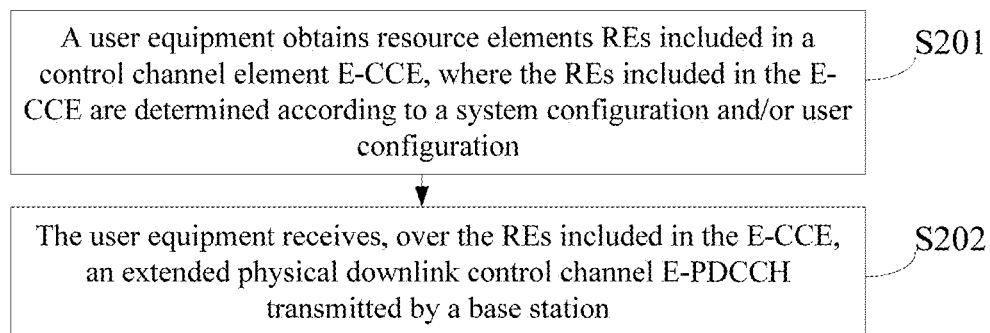 A user equipment obtains resource elements REs included in a
control channel element E-CCE, where the REs included in the E-
CCE are determined according to a system configuration and/or user
configuration
S201
The user equipment receives, over the REs included in the E-CCE,
an extended physical downlink control channel E-PDCCH
transmitted by a base station
S202